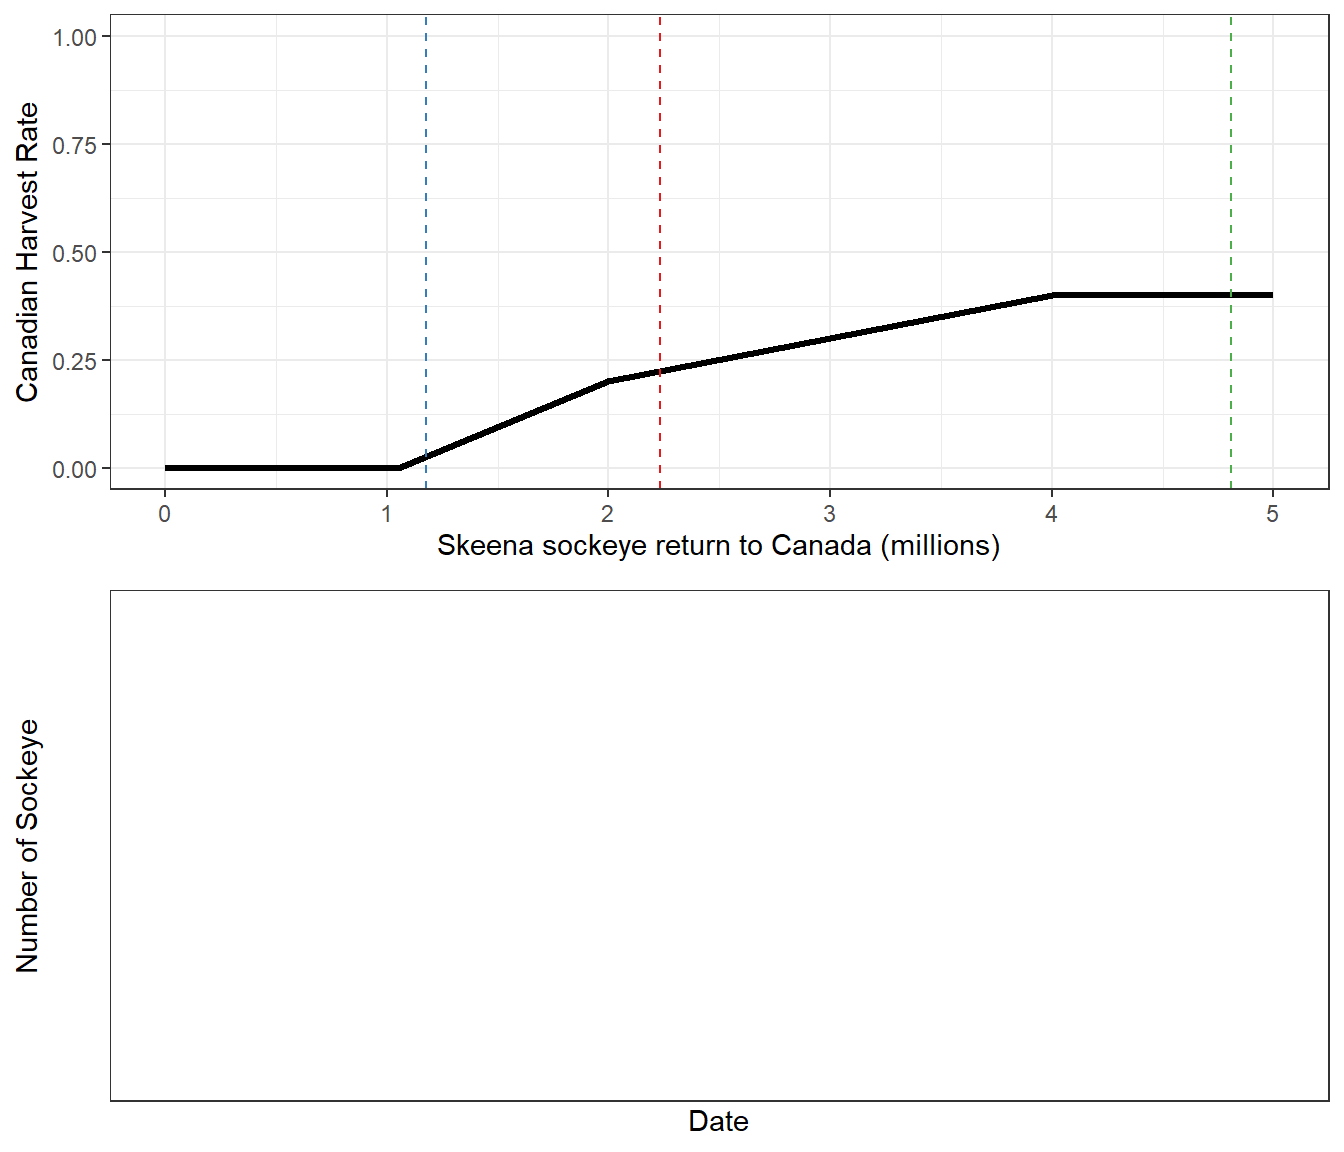 Canadian Harvest Rate
1.00
0.75
0.50
0.25
0.00
0 1 2 3 4 5
Skeena sockeye return to Canada (millions)
Number of Sockeye
Date